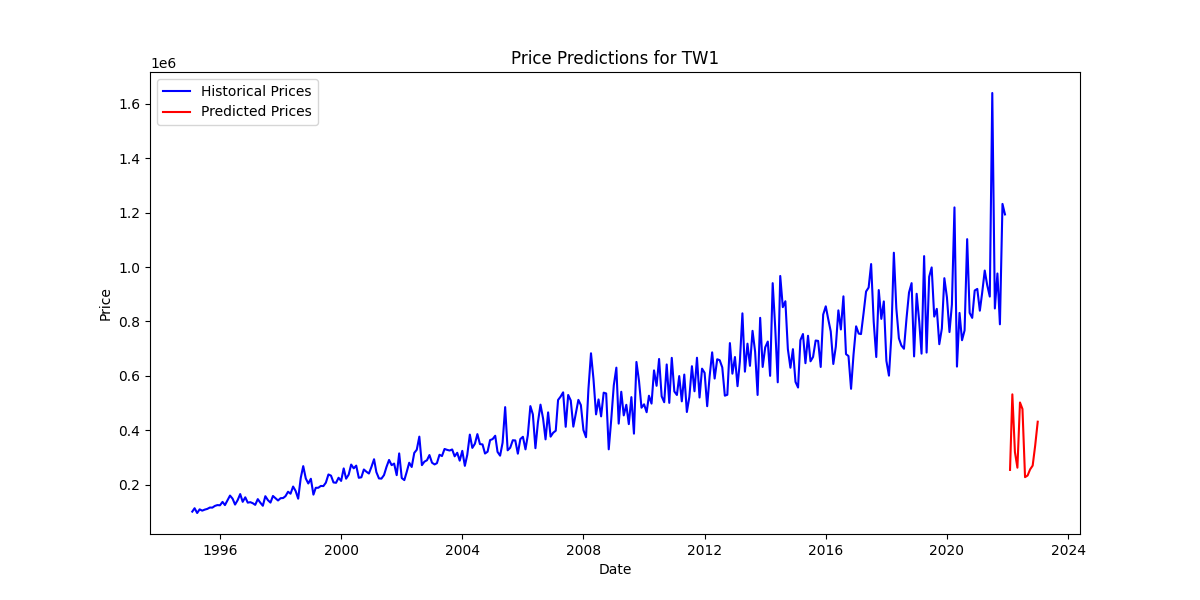 Price Predictions for TW1
1e6
Historical Prices
Predicted Prices
1.6
1.4
1.2
1.0
0.8
0.6
0.4
0.2
Price
1996 2000 2004 2008 2012 2016 2020 2024
Date